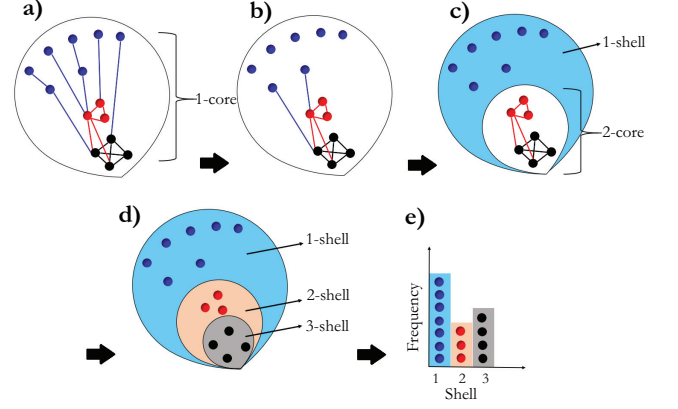 a)
b)
c)
1-core
1-shell
2-core
d)
e)
1-shell
2-shell
3-shell
Frequency
1 2 3
Shell